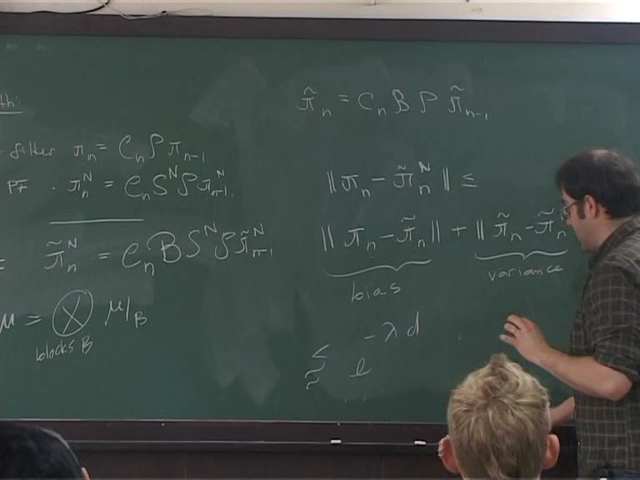 th:
filter π_n = C_n P π_{n-1}
PF · π_n^N = C_n S^N P π_{n-1}^N
= π̃_n^N = C_n B S^N P π̃_{n-1}^N
μ = ⊗ μ|_B
blocks B
π̃_n = C_n B P π̃_{n-1}
‖ π_n - π̃_n^N ‖ ≤
‖ π_n - π̃_n ‖ + ‖ π̃_n - π̃_n^N
bias variance
≲ e^{-λd}